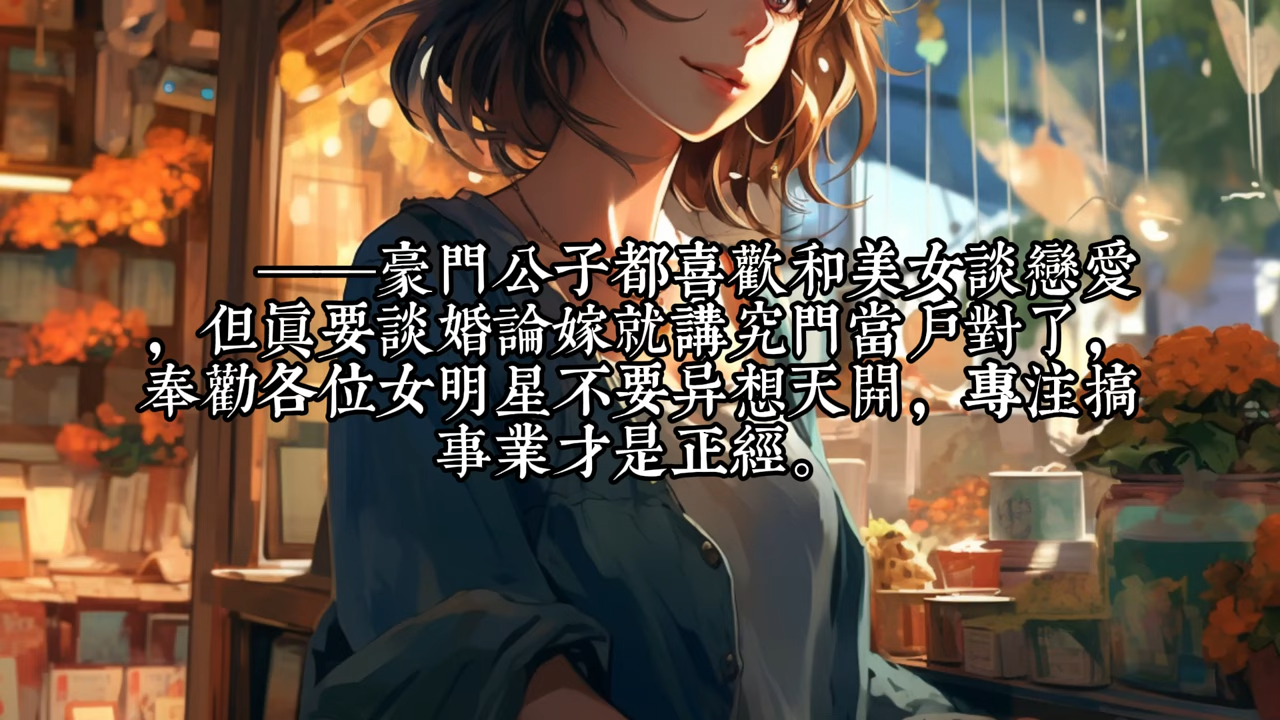 ——豪門公子都喜歡和美女談戀愛
，但眞要談婚論嫁就講究門當戶對了，
奉勸各位女明星不要异想天開，專注搞
事業才是正經。